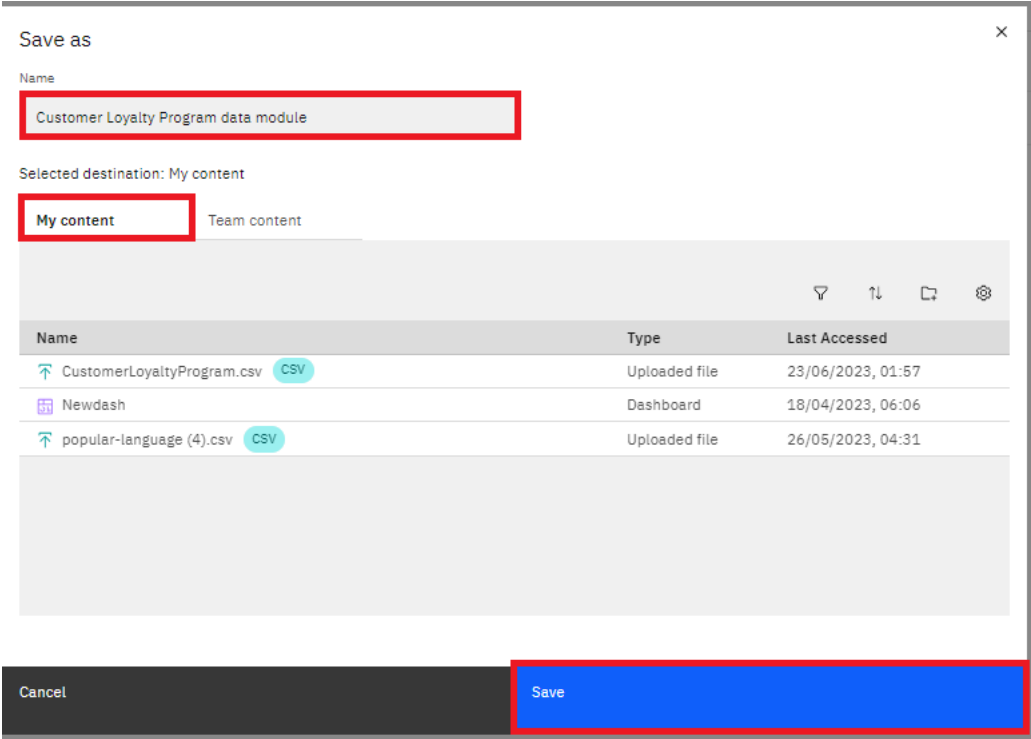 Save as
Name
Customer Loyalty Program data module
Selected destination: My content
My content Team content
Name Type Last Accessed
CustomerLoyaltyProgram.csv CSV Uploaded file 23/06/2023, 01:57
Newdash Dashboard 18/04/2023, 06:06
popular-language (4).csv CSV Uploaded file 26/05/2023, 04:31
Cancel Save